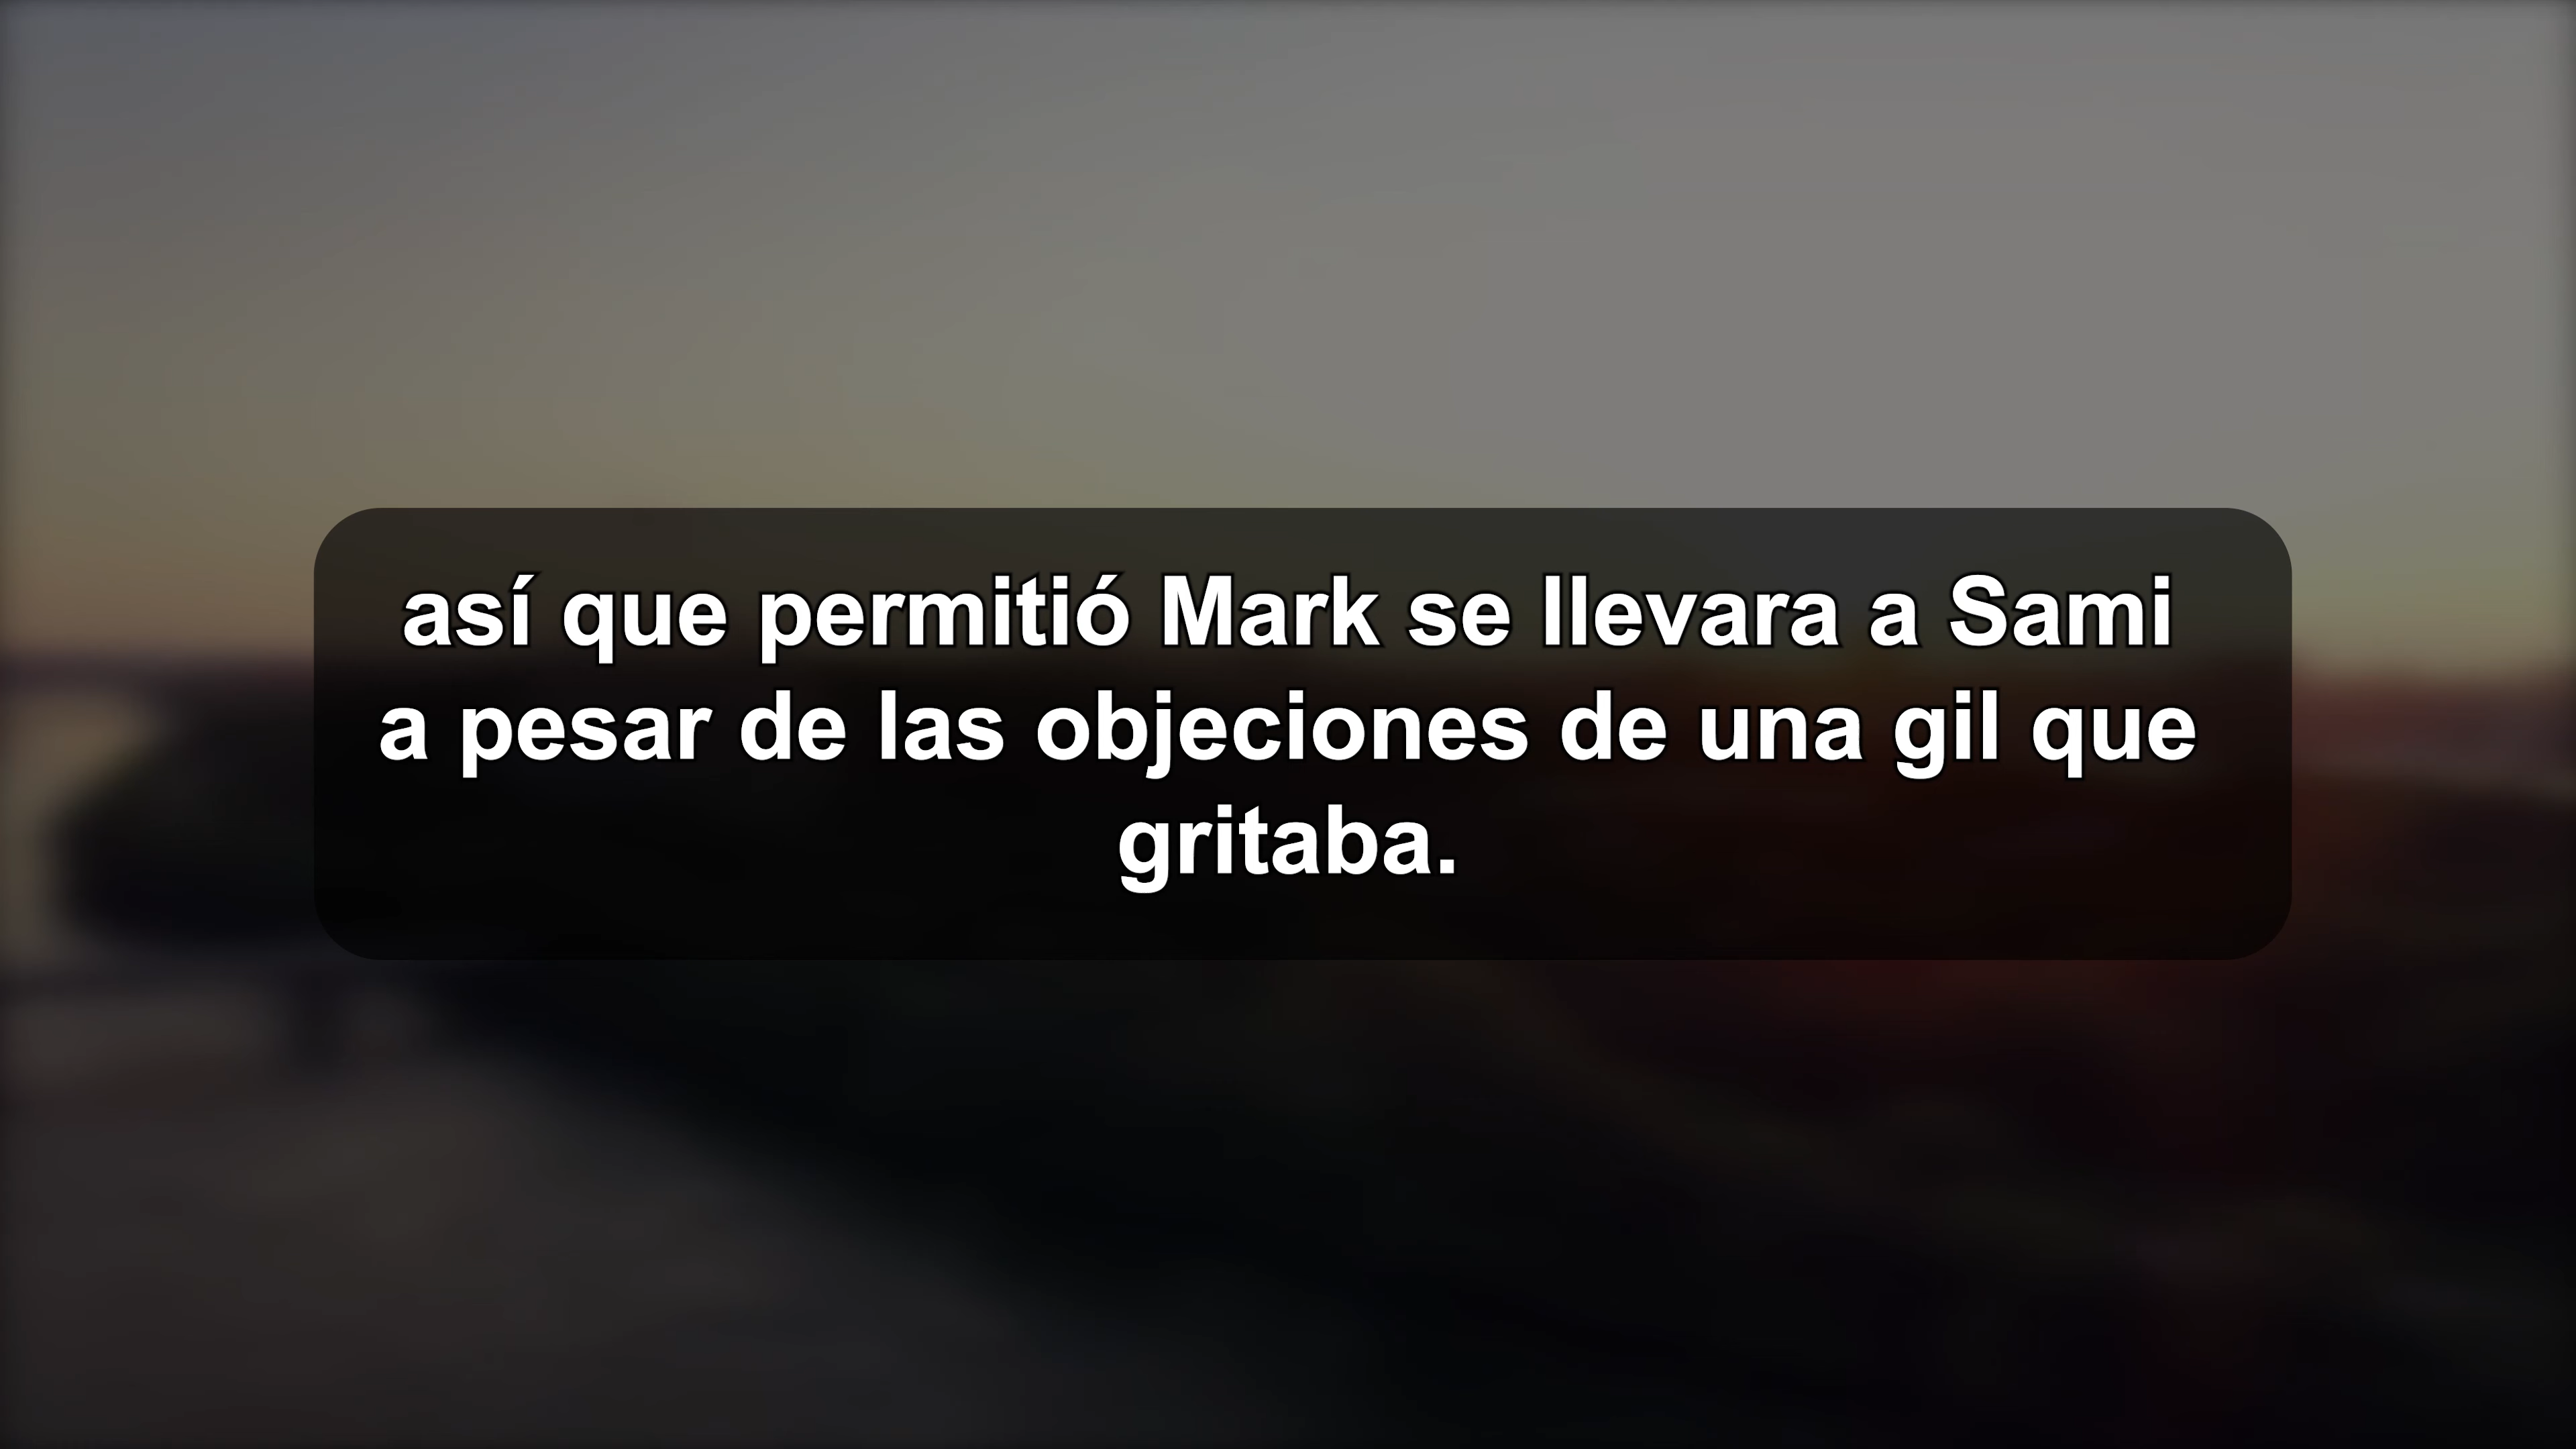 así que permitió Mark se llevara a Sami
a pesar de las objeciones de una gil que
gritaba.